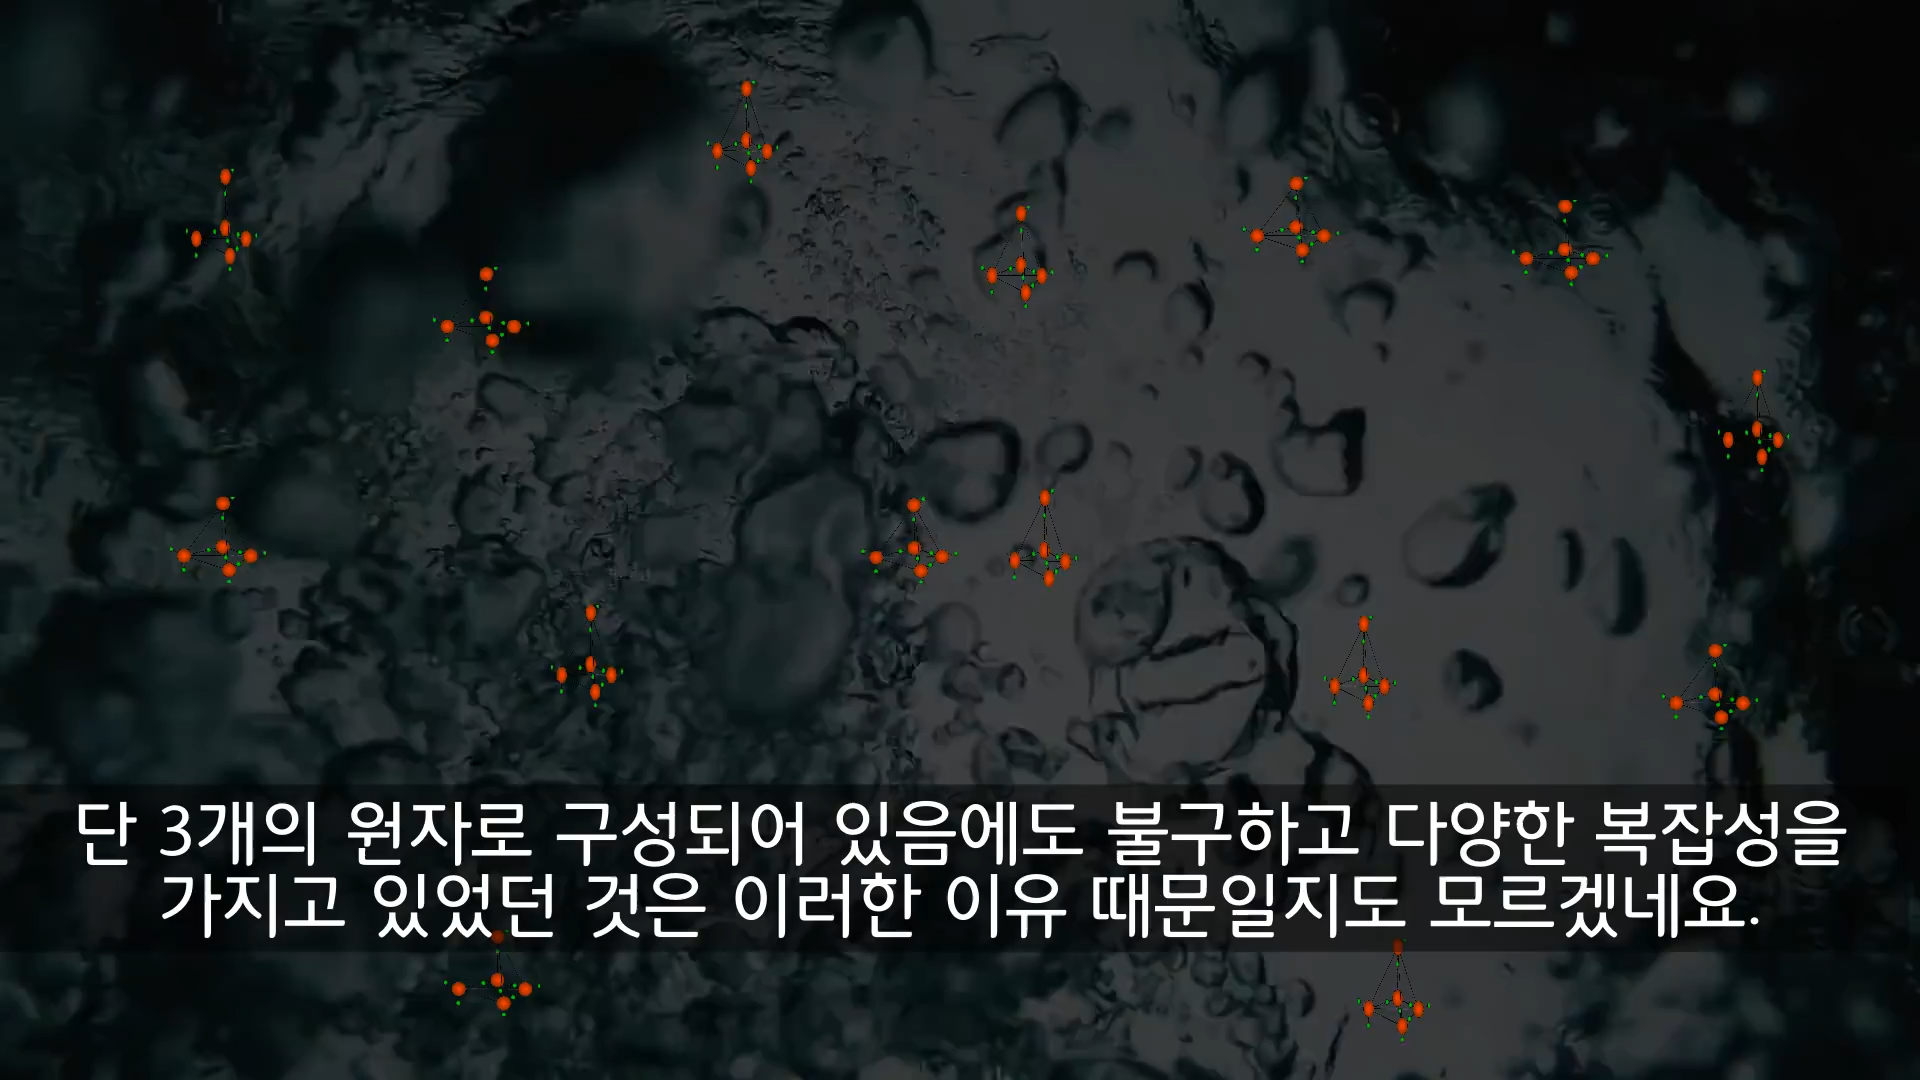 단 3개의 원자로 구성되어 있음에도 불구하고 다양한 복잡성을
가지고 있었던 것은 이러한 이유 때문일지도 모르겠네요.